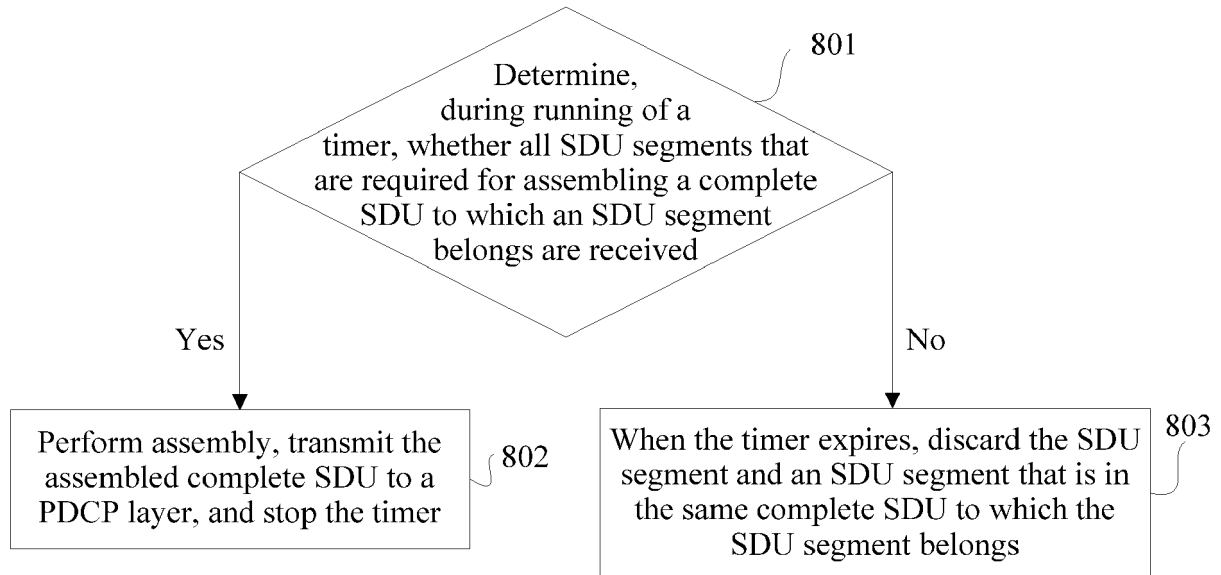 801
Determine,
during running of a
timer, whether all SDU segments that
are required for assembling a complete
SDU to which an SDU segment
belongs are received
Yes
No
Perform assembly, transmit the
assembled complete SDU to a
PDCP layer, and stop the timer
802
When the timer expires, discard the SDU
segment and an SDU segment that is in
the same complete SDU to which the
SDU segment belongs
803